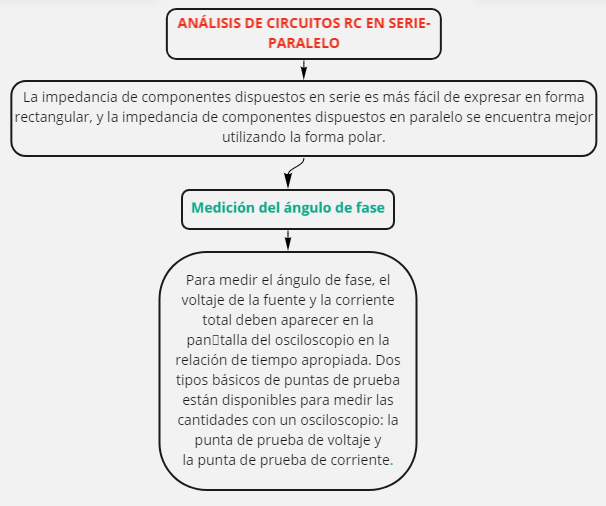 ANÁLISIS DE CIRCUITOS RC EN SERIE-
PARALELO
La impedancia de componentes dispuestos en serie es más fácil de expresar en forma
rectangular, y la impedancia de componentes dispuestos en paralelo se encuentra mejor
utilizando la forma polar.
Medición del ángulo de fase
Para medir el ángulo de fase, el
voltaje de la fuente y la corriente
total deben aparecer en la
pan▯talla del osciloscopio en la
relación de tiempo apropiada. Dos
tipos básicos de puntas de prueba
están disponibles para medir las
cantidades con un osciloscopio: la
punta de prueba de voltaje y
la punta de prueba de corriente.